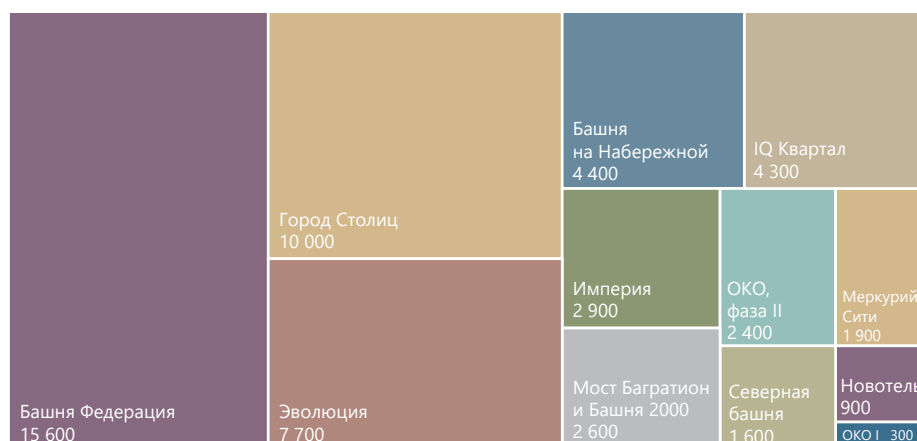 Башня Федерация
15 600
Город Столиц
10 000
Эволюция
7 700
Башня
на Набережной
4 400
IQ Квартал
4 300
Империя
2 900
ОКО,
фаза II
2 400
Меркурий
Сити
1 900
Мост Багратион
и Башня 2000
2 600
Северная
башня
1 600
Новотель
900
ОКО I 300